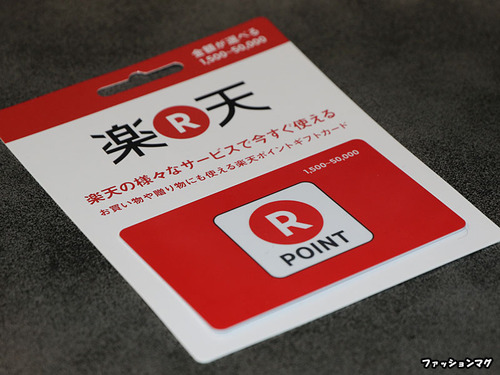 金額が選べる
1,500~50,000
楽R天
楽天の様々なサービスで今すぐ使える
お買い物や贈り物にも使える楽天ポイントギフトカード
1,500~50,000
R
POINT
ファッションマグ